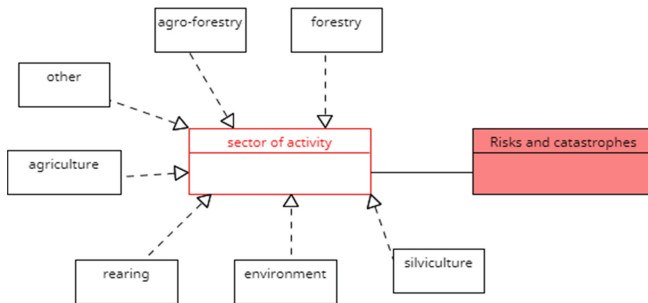 agro-forestry
forestry
other
sector of activity
Risks and catastrophes
agriculture
rearing
environment
silviculture